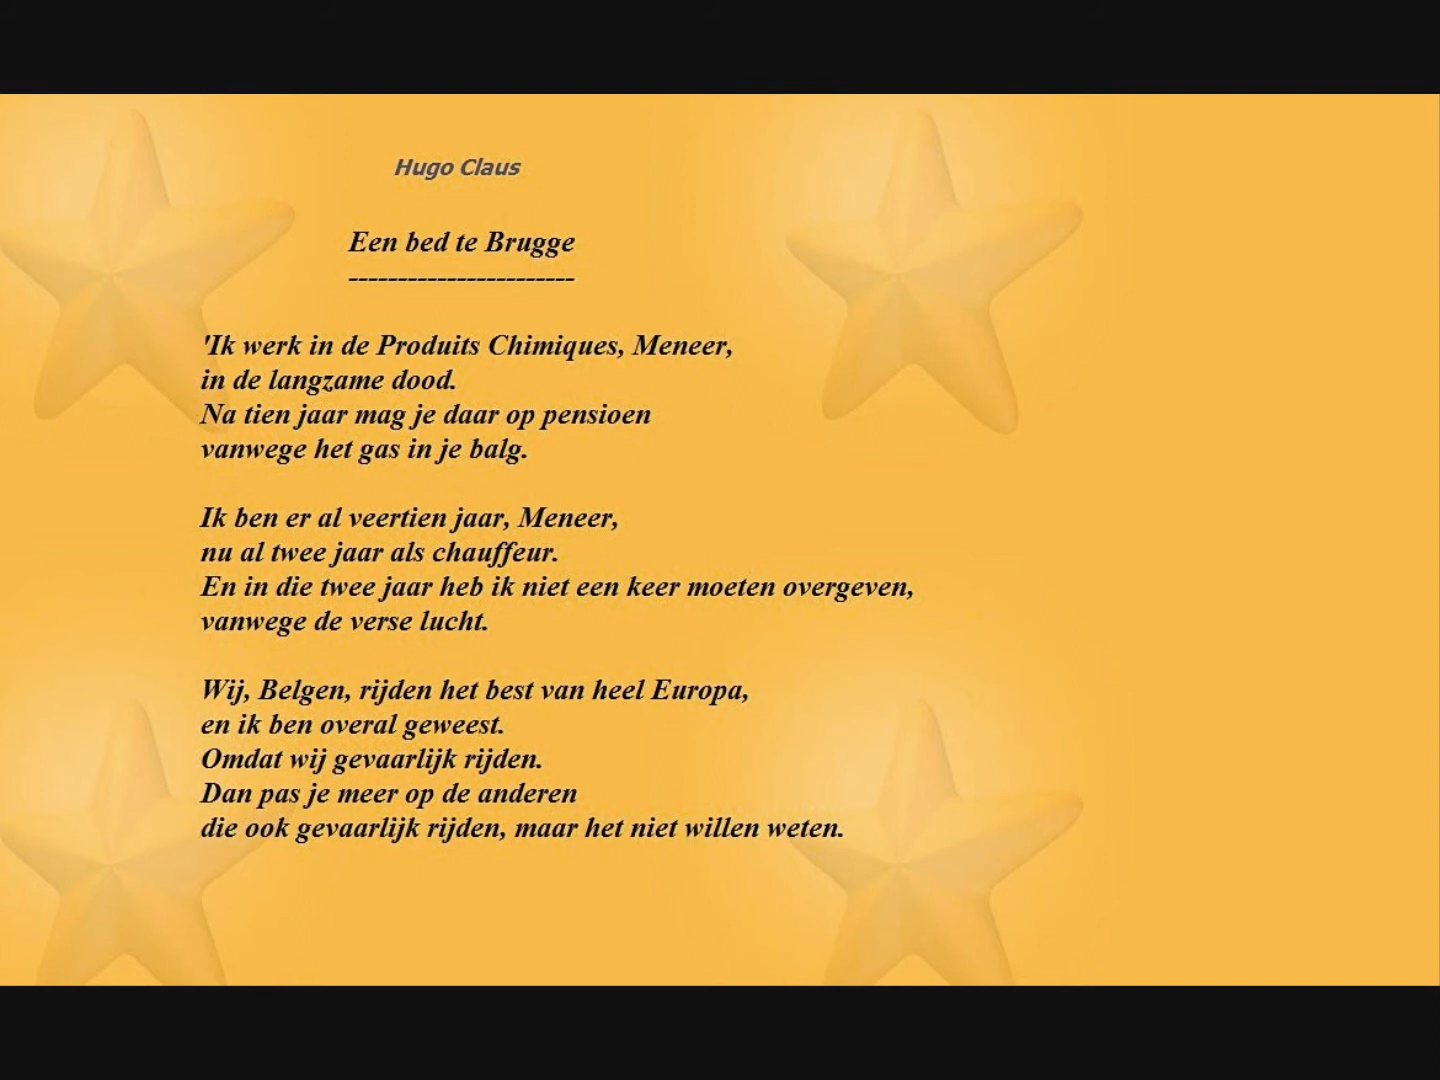 Hugo Claus
Een bed te Brugge
-----------------------
'Ik werk in de Produits Chimiques, Meneer,
in de langzame dood.
Na tien jaar mag je daar op pensioen
vanwege het gas in je balg.
Ik ben er al veertien jaar, Meneer,
nu al twee jaar als chauffeur.
En in die twee jaar heb ik niet een keer moeten overgeven,
vanwege de verse lucht.
Wij, Belgen, rijden het best van heel Europa,
en ik ben overal geweest.
Omdat wij gevaarlijk rijden.
Dan pas je meer op de anderen
die ook gevaarlijk rijden, maar het niet willen weten.